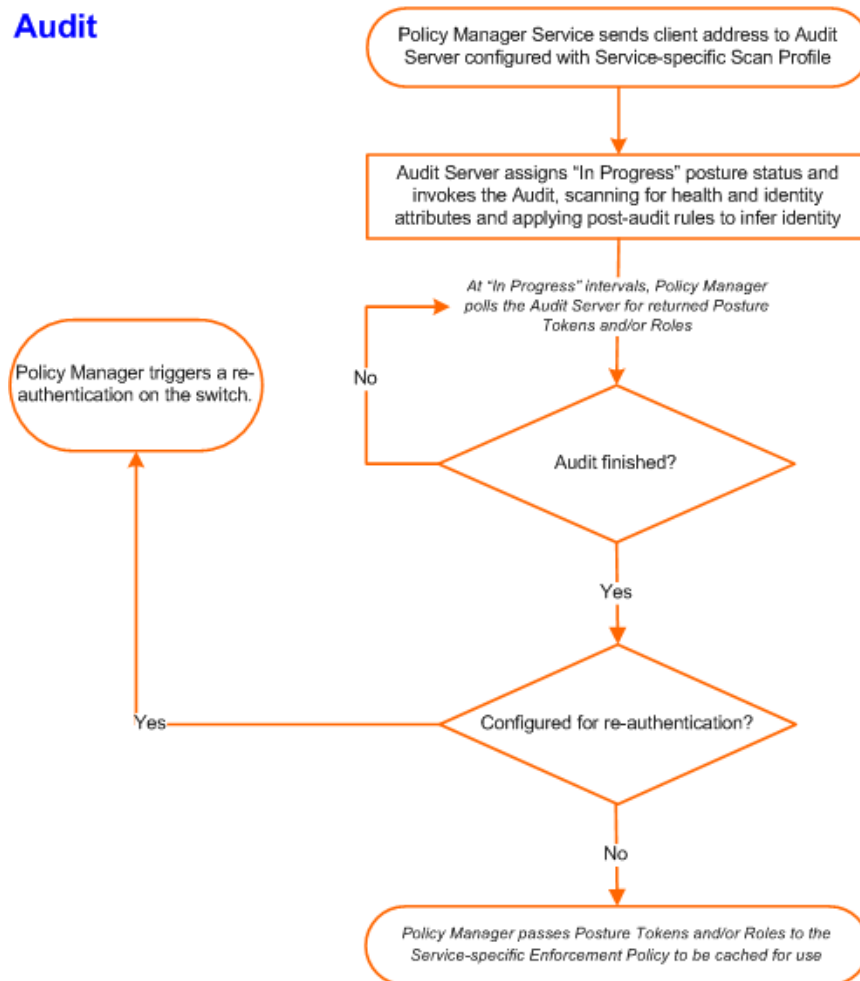 Audit
Policy Manager Service sends client address to Audit
Server configured with Service-specific Scan Profile
Audit Server assigns “In Progress” posture status and
invokes the Audit, scanning for health and identity
attributes and applying post-audit rules to infer identity
At “In Progress” intervals, Policy Manager
polls the Audit Server for returned Posture
Tokens and/or Roles
Policy Manager triggers a re-
authentication on the switch.
No
Audit finished?
Yes
Yes
Configured for re-authentication?
No
Policy Manager passes Posture Tokens and/or Roles to the
Service-specific Enforcement Policy to be cached for use